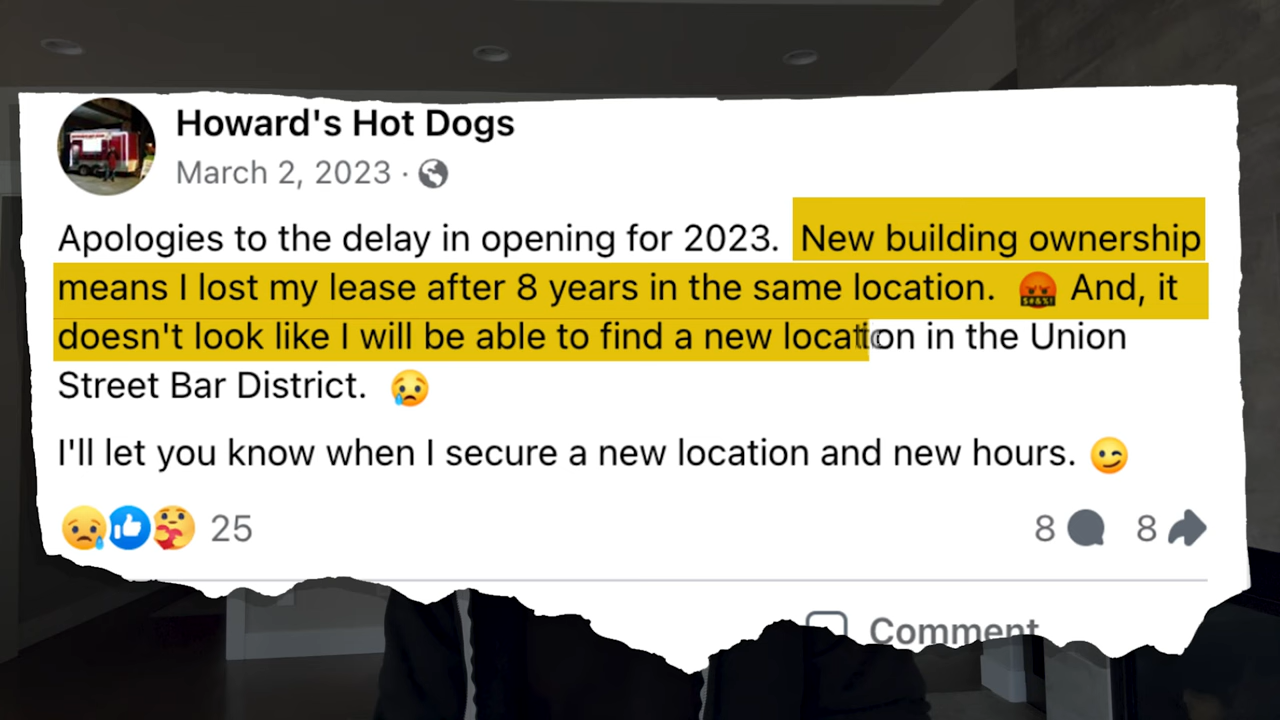 Howard's Hot Dogs
March 2, 2023 ·
Apologies to the delay in opening for 2023. New building ownership
means I lost my lease after 8 years in the same location. 🤬 And, it
doesn't look like I will be able to find a new location in the Union
Street Bar District. 😢
I'll let you know when I secure a new location and new hours. 😉
25
8 8
Comment